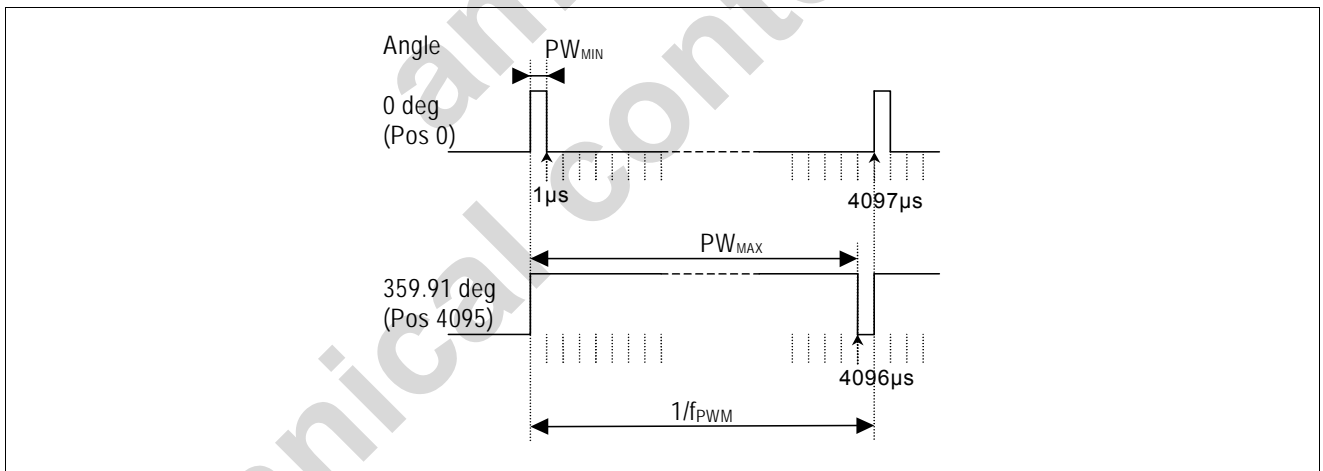 Angle
PWMIN
0 deg
(Pos 0)
1µs
4097µs
PWMAX
359.91 deg
(Pos 4095)
4096µs
1/fPWM